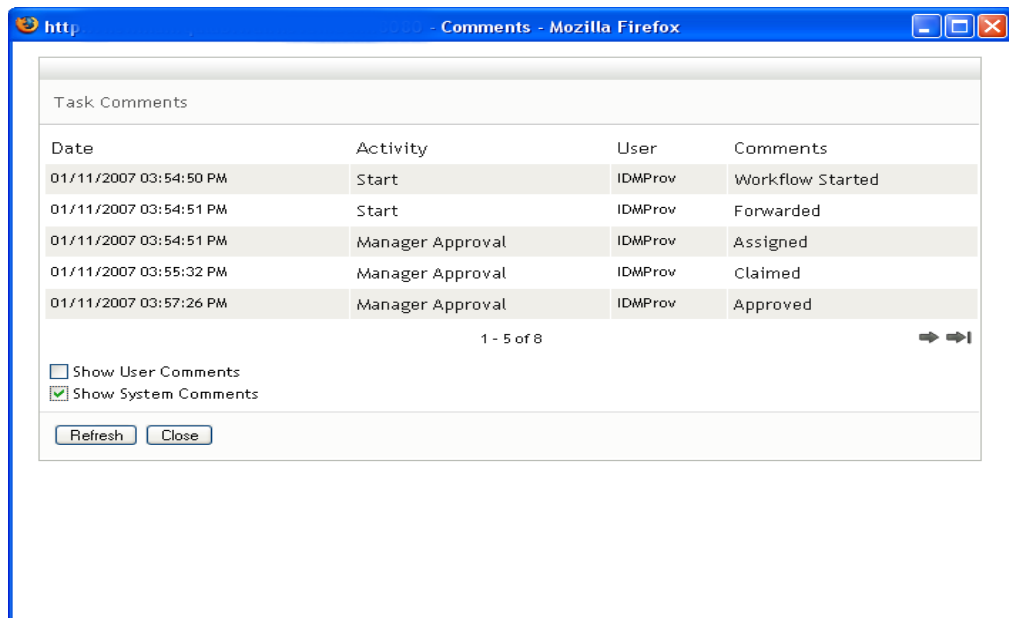 http - Comments - Mozilla Firefox
Task Comments
Date Activity User Comments
01/11/2007 03:54:50 PM Start IDMProv Workflow Started
01/11/2007 03:54:51 PM Start IDMProv Forwarded
01/11/2007 03:54:51 PM Manager Approval IDMProv Assigned
01/11/2007 03:55:32 PM Manager Approval IDMProv Claimed
01/11/2007 03:57:26 PM Manager Approval IDMProv Approved
1 - 5 of 8
Show User Comments
Show System Comments
Refresh Close